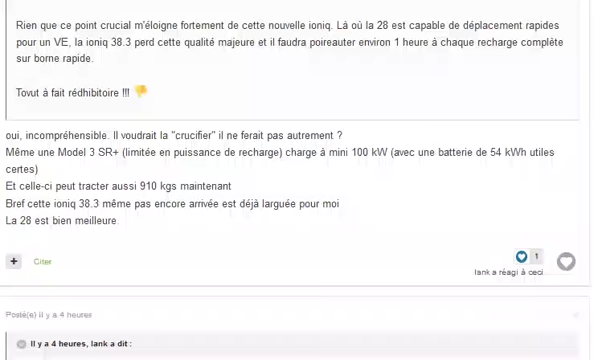 Rien que ce point crucial m'éloigne fortement de cette nouvelle ioniq. Là où la 28 est capable de déplacement rapides
pour un VE, la ioniq 38.3 perd cette qualité majeure et il faudra poireauter environ 1 heure à chaque recharge complète
sur borne rapide.
Tovut à fait rédhibitoire !!!
oui, incompréhensible. Il voudrait la "crucifier" il ne ferait pas autrement ?
Même une Model 3 SR+ (limitée en puissance de recharge) charge à mini 100 kW (avec une batterie de 54 kWh utiles
certes)
Et celle-ci peut tracter aussi 910 kgs maintenant
Bref cette ioniq 38.3 même pas encore arrivée est déjà larguée pour moi
La 28 est bien meilleure.
+ Citer
1
Iank a réagi à ceci
Posté(e) il y a 4 heures
Il y a 4 heures, Iank a dit :